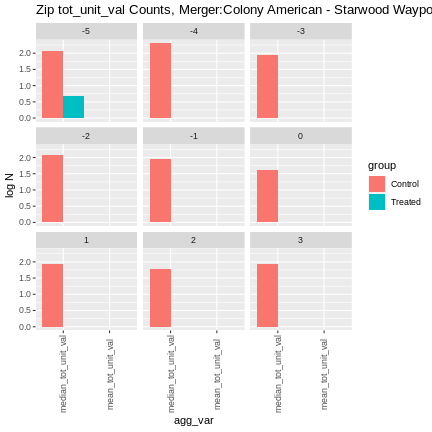 Zip tot_unit_val Counts, Merger:Colony American - Starwood Waypo
-5
-4
-3
2.0
1.5
1.0
0.5
0.0
-2
-1
0
2.0
1.5
1.0
0.5
0.0
1
2
3
2.0
1.5
1.0
0.5
0.0
log N
median_tot_unit_val
mean_tot_unit_val
median_tot_unit_val
mean_tot_unit_val
median_tot_unit_val
mean_tot_unit_val
agg_var
group
Control
Treated